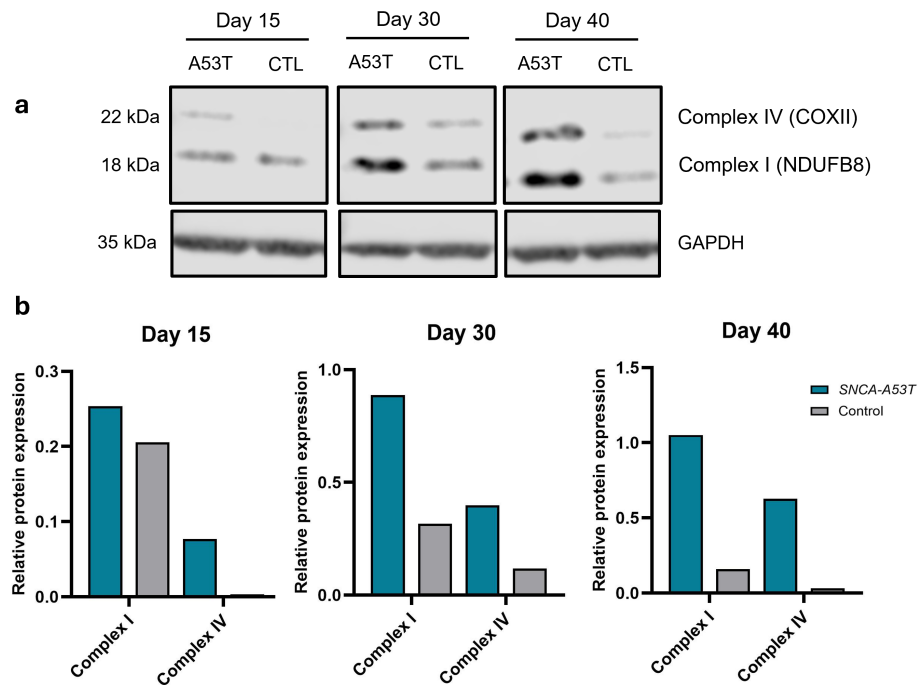 Day 15 Day 30 Day 40
A53T CTL A53T CTL A53T CTL
a
22 kDa Complex IV (COXII)
18 kDa Complex I (NDUFB8)
35 kDa GAPDH
b
Day 15 Day 30 Day 40
Relative protein expression
0.3
0.2
0.1
0.0
Complex I Complex IV
Relative protein expression
1.0
0.5
0.0
Complex I Complex IV
Relative protein expression
1.5
1.0
0.5
0.0
Complex I Complex IV
SNCA-A53T
Control